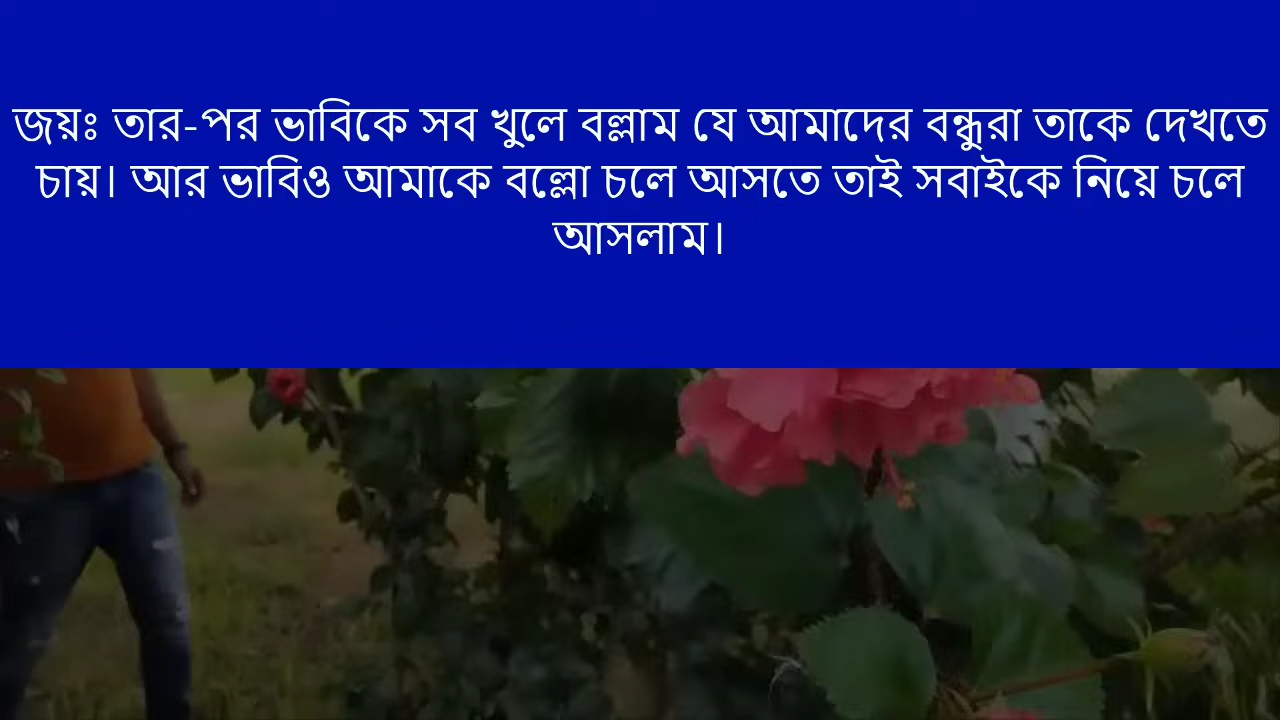 জয়ঃ তার-পর ভাবিকে সব খুলে বল্লাম যে আমাদের বন্ধুরা তাকে দেখতে
চায়। আর ভাবিও আমাকে বল্লো চলে আসতে তাই সবাইকে নিয়ে চলে
আসলাম।